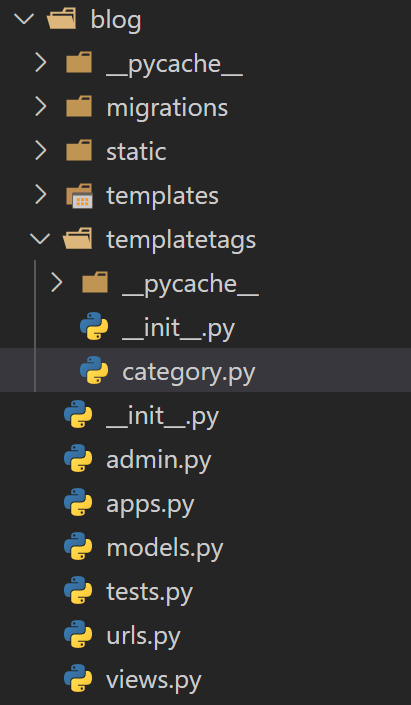 blog
__pycache__
migrations
static
templates
templatetags
__pycache__
__init__.py
category.py
__init__.py
admin.py
apps.py
models.py
tests.py
urls.py
views.py